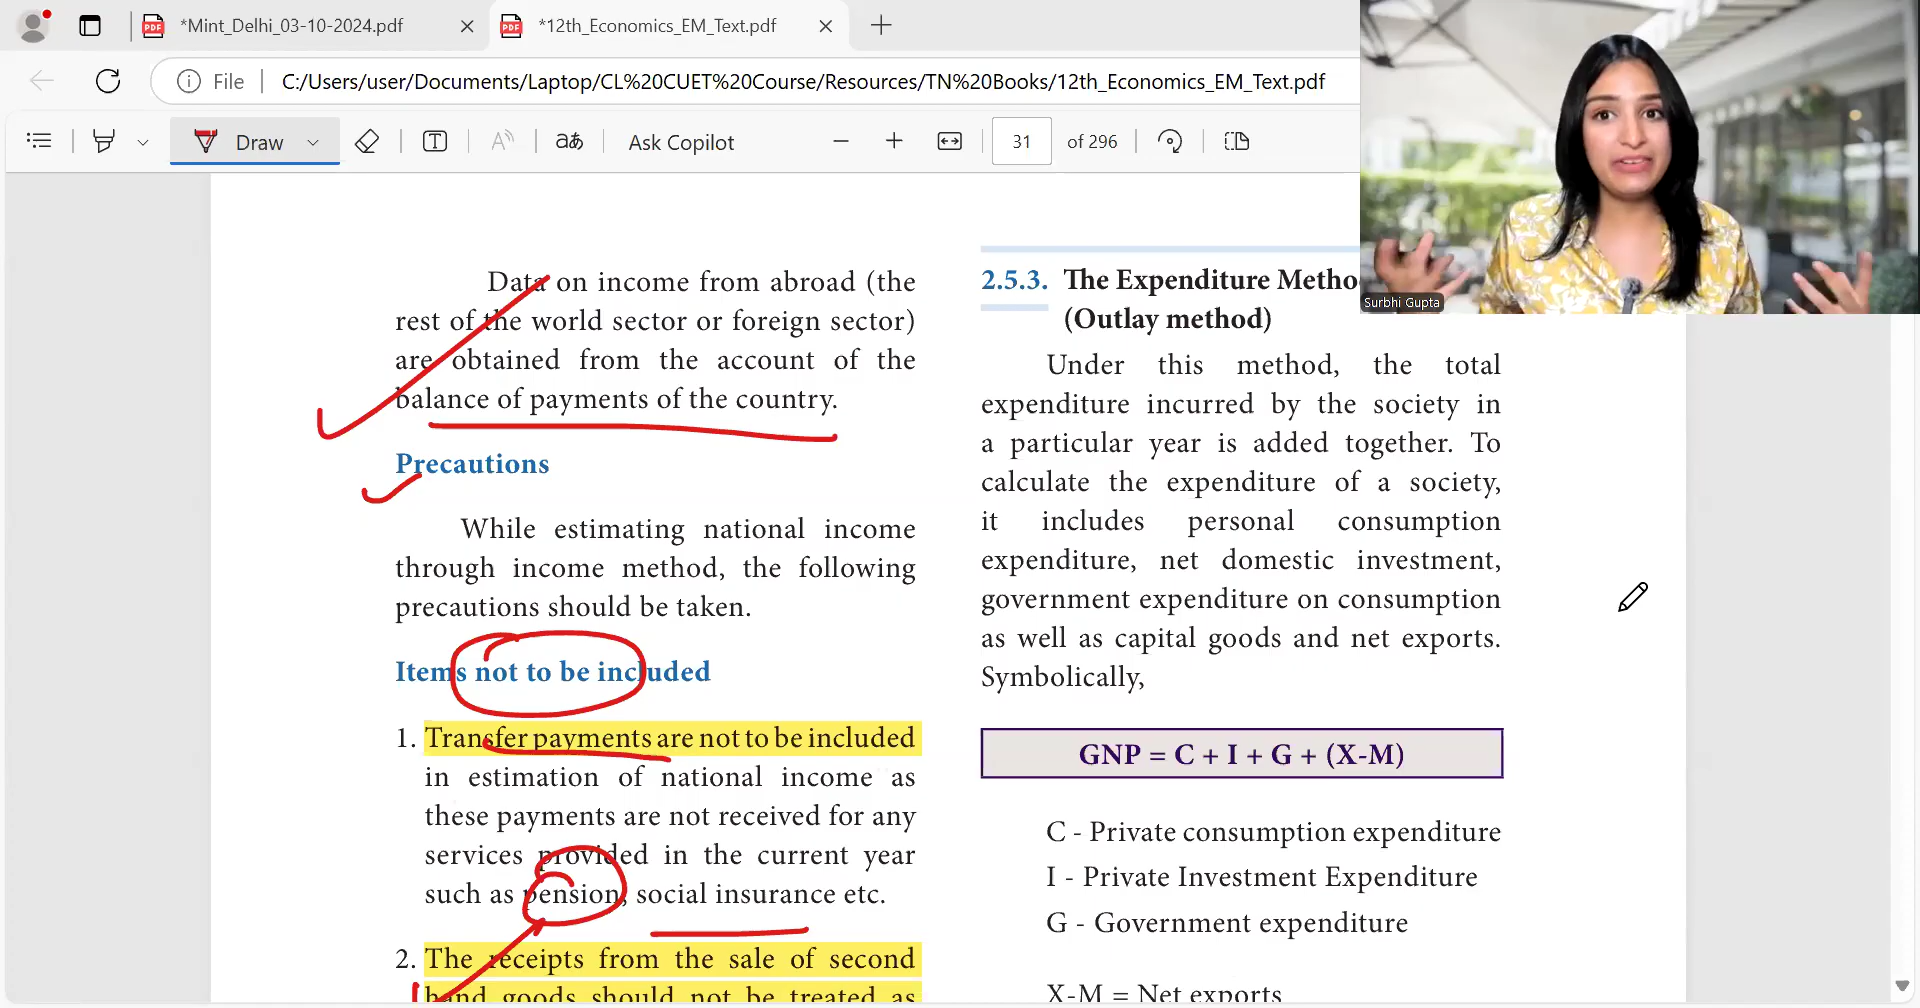 *Mint_Delhi_03-10-2024.pdf
*12th_Economics_EM_Text.pdf
File
C:/Users/user/Documents/Laptop/CL%20CUET%20Course/Resources/TN%20Books/12th_Economics_EM_Text.pdf
Draw
Ask Copilot
31 of 296
Surbhi Gupta
Data on income from abroad (the
rest of the world sector or foreign sector)
are obtained from the account of the
balance of payments of the country.
Precautions
While estimating national income
through income method, the following
precautions should be taken.
Items not to be included
1. Transfer payments are not to be included
in estimation of national income as
these payments are not received for any
services provided in the current year
such as pension, social insurance etc.
2. The receipts from the sale of second
hand goods should not be treated as
2.5.3. The Expenditure Metho
(Outlay method)
Under this method, the total
expenditure incurred by the society in
a particular year is added together. To
calculate the expenditure of a society,
it includes personal consumption
expenditure, net domestic investment,
government expenditure on consumption
as well as capital goods and net exports.
Symbolically,
GNP = C + I + G + (X-M)
C - Private consumption expenditure
I - Private Investment Expenditure
G - Government expenditure
X-M = Net exports